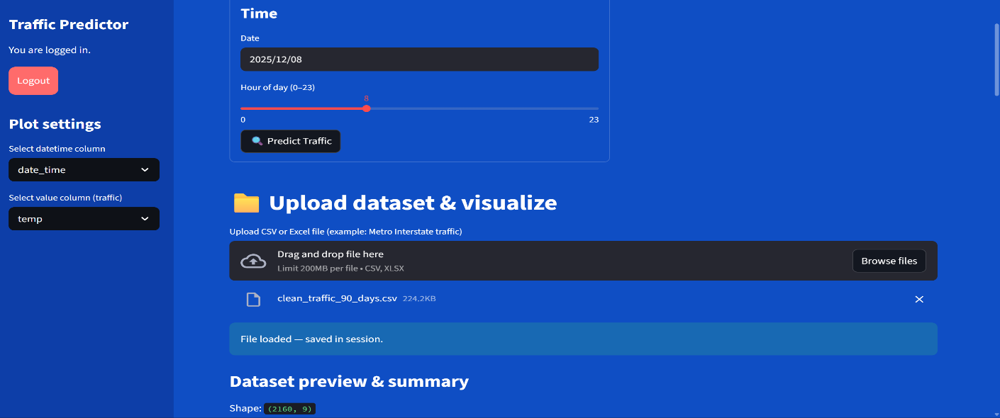 Traffic Predictor
You are logged in.
Logout
Plot settings
Select datetime column
date_time
Select value column (traffic)
temp
Time
Date
2025/12/08
Hour of day (0–23)
8
0 23
Predict Traffic
Upload dataset & visualize
Upload CSV or Excel file (example: Metro Interstate traffic)
Drag and drop file here
Limit 200MB per file • CSV, XLSX
Browse files
clean_traffic_90_days.csv 224.2KB
File loaded — saved in session.
Dataset preview & summary
Shape: (2160, 9)